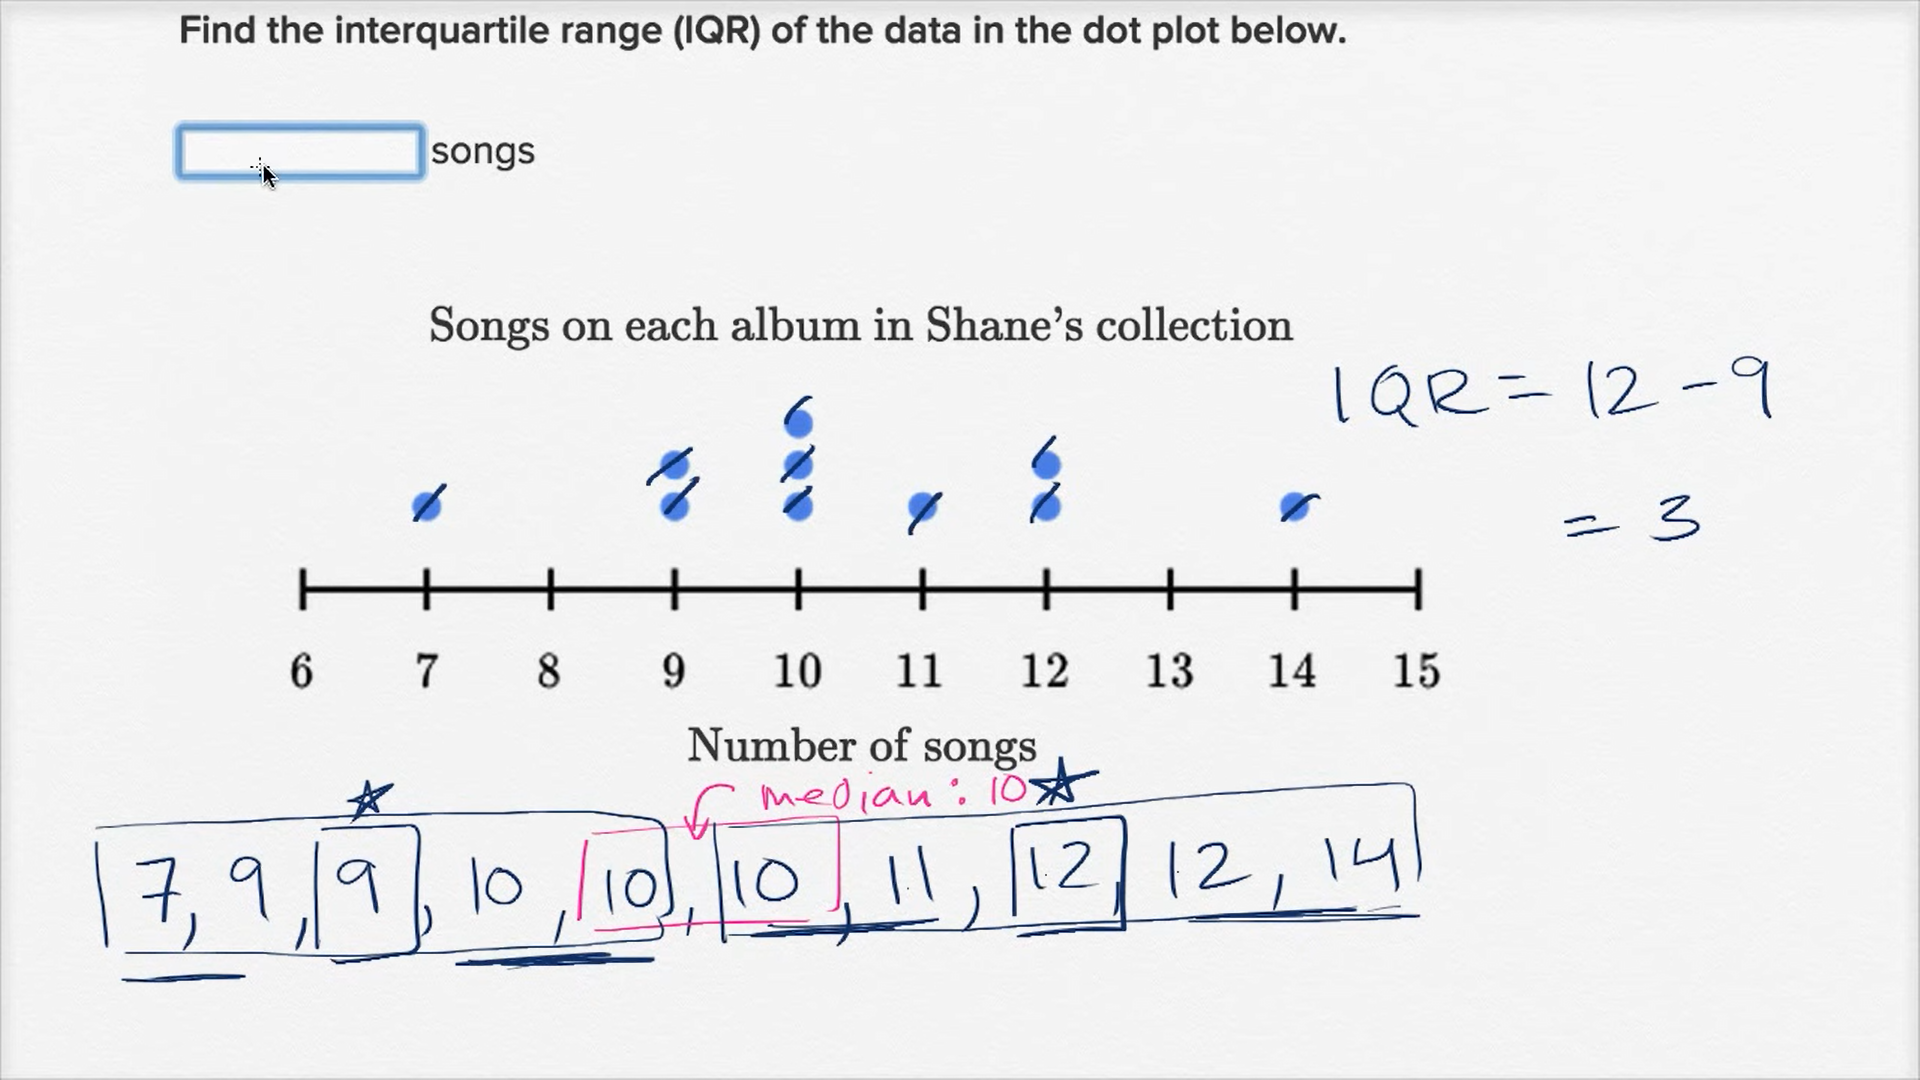 Find the interquartile range (IQR) of the data in the dot plot below.
songs
Songs on each album in Shane's collection
IQR = 12 - 9
= 3
6 7 8 9 10 11 12 13 14 15
Number of songs
median: 10
7, 9, 9, 10, 10, 10, 11, 12, 12, 14